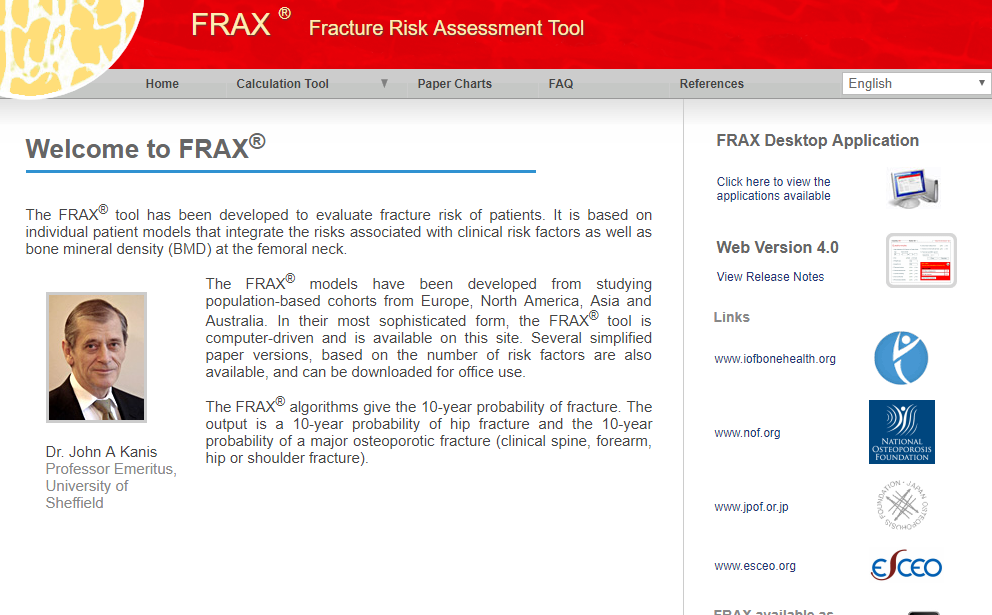 FRAX ® Fracture Risk Assessment Tool
Home Calculation Tool ▼ Paper Charts FAQ References English ▼
Welcome to FRAX®
The FRAX® tool has been developed to evaluate fracture risk of patients. It is based on
individual patient models that integrate the risks associated with clinical risk factors as well as
bone mineral density (BMD) at the femoral neck.
The FRAX® models have been developed from studying
population-based cohorts from Europe, North America, Asia and
Australia. In their most sophisticated form, the FRAX® tool is
computer-driven and is available on this site. Several simplified
paper versions, based on the number of risk factors are also
available, and can be downloaded for office use.
The FRAX® algorithms give the 10-year probability of fracture. The
output is a 10-year probability of hip fracture and the 10-year
probability of a major osteoporotic fracture (clinical spine, forearm,
hip or shoulder fracture).
Dr. John A Kanis
Professor Emeritus,
University of
Sheffield
FRAX Desktop Application
Click here to view the
applications available
Web Version 4.0
View Release Notes
Links
www.iofbonehealth.org
www.nof.org
NATIONAL
OSTEOPOROSIS
FOUNDATION
www.jpof.or.jp
JAPAN OSTEOPOROSIS FOUNDATION
www.esceo.org
ESCEO
FRAX available as